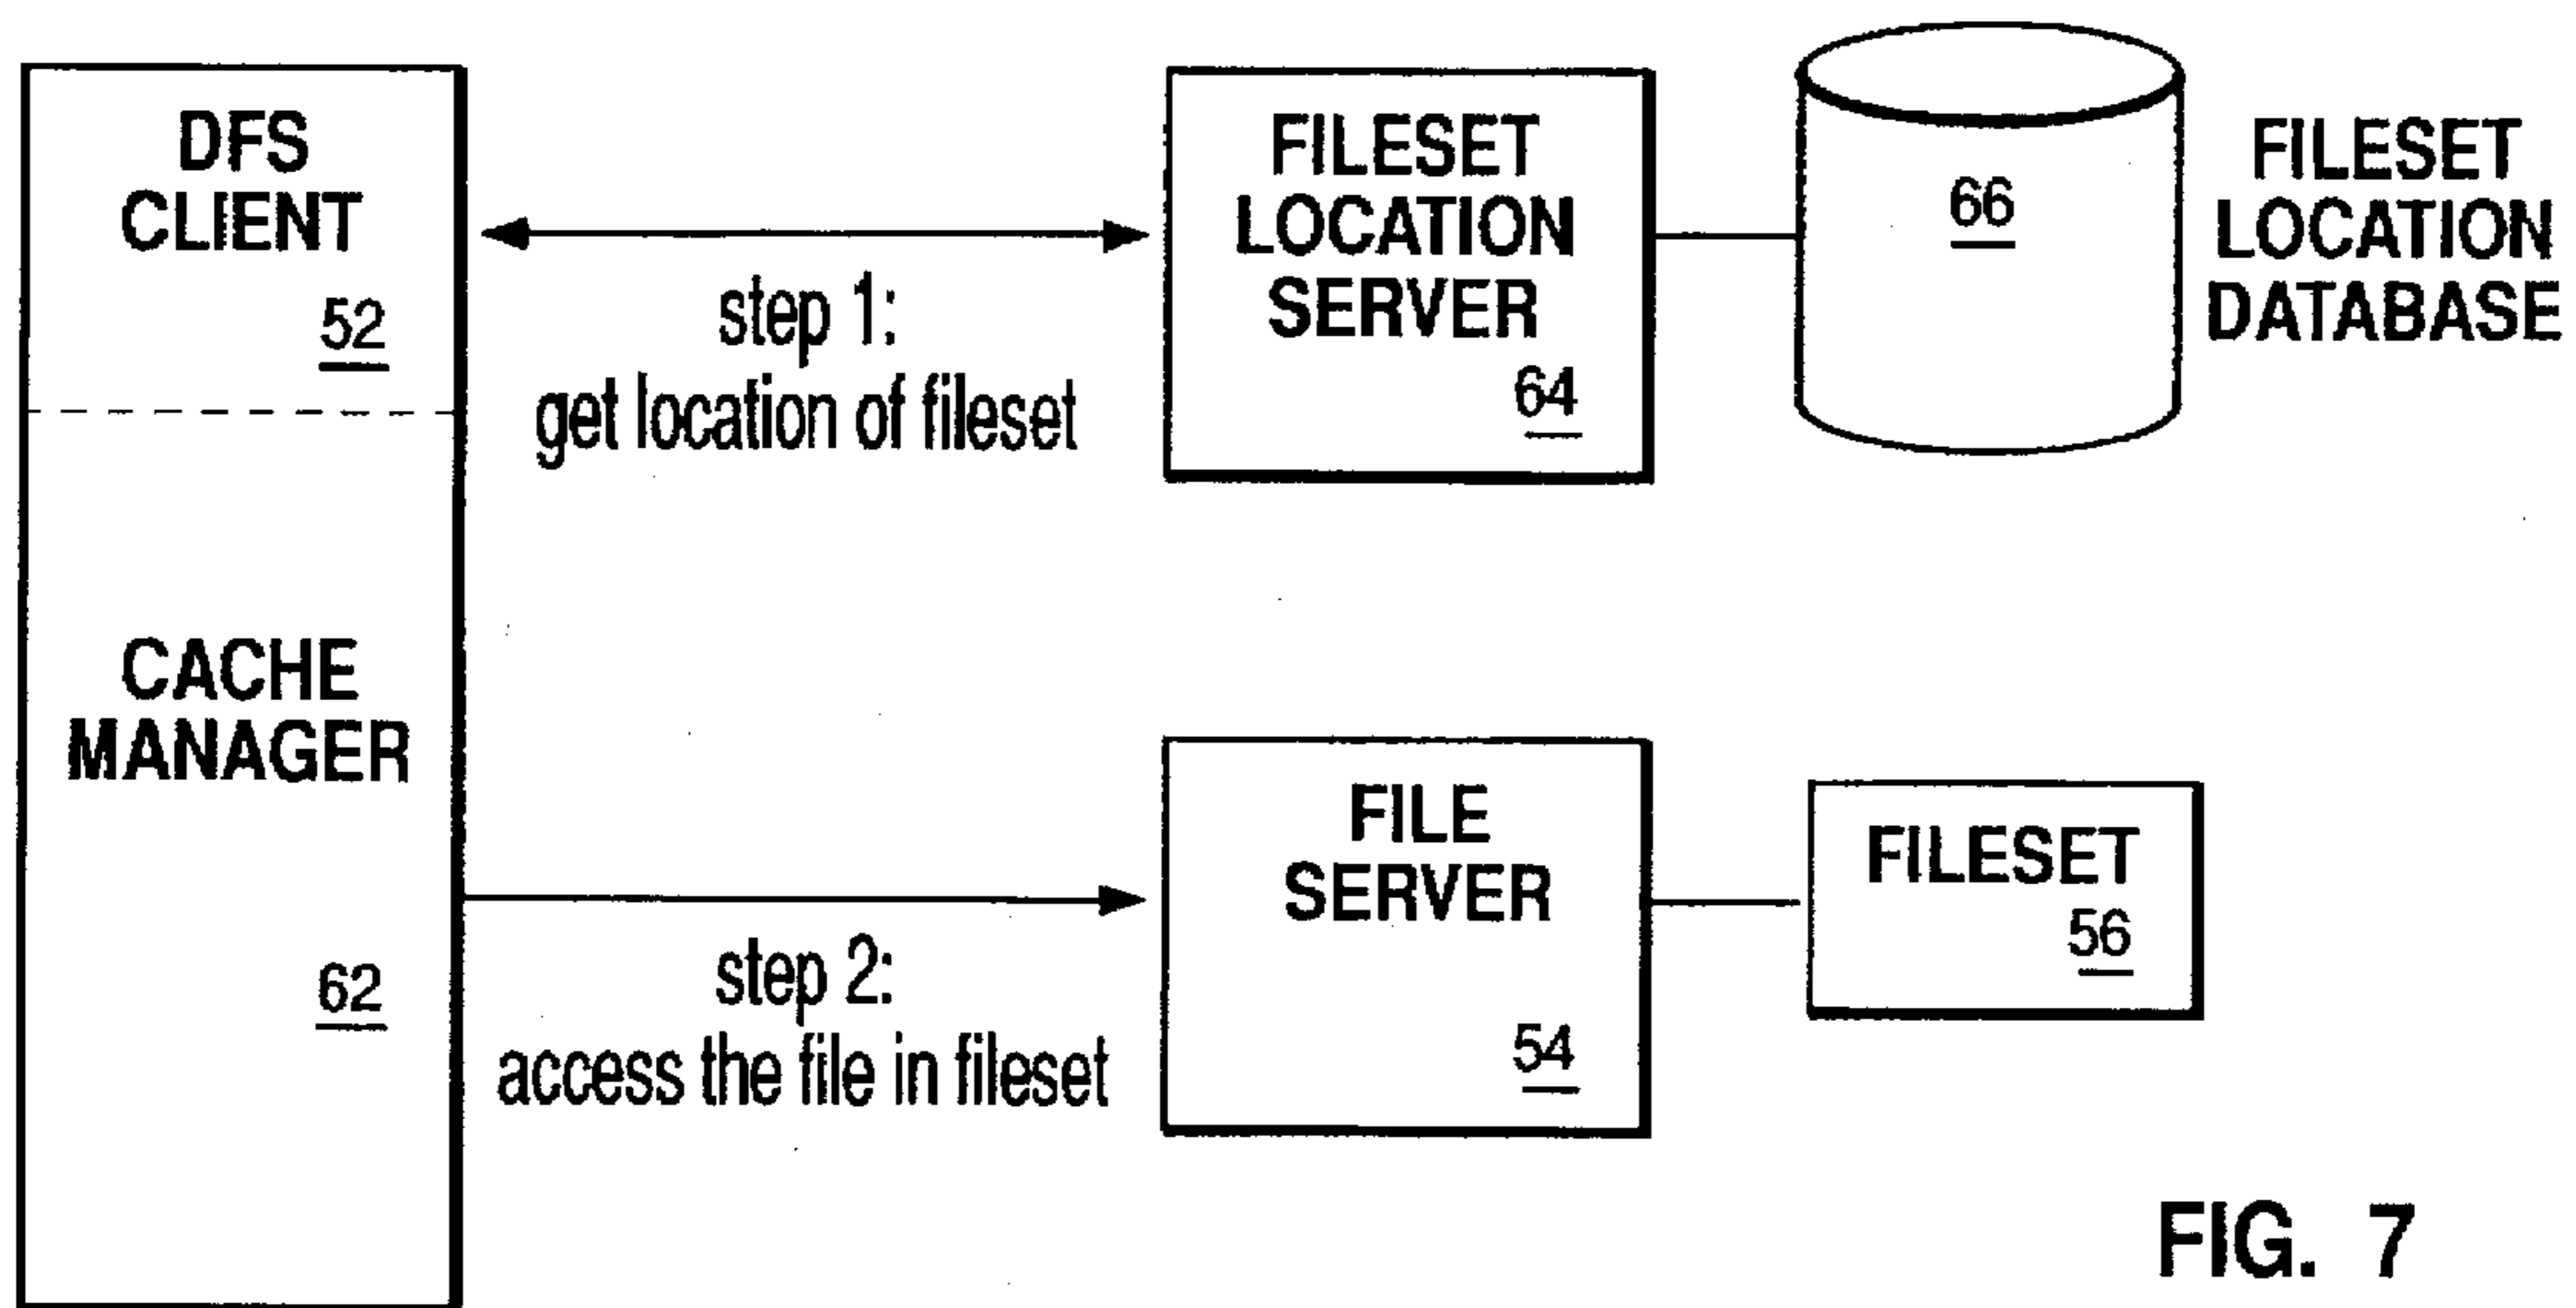 DFS
CLIENT
52
step 1:
get location of fileset
FILESET
LOCATION
SERVER
64
66
FILESET
LOCATION
DATABASE
CACHE
MANAGER
62
step 2:
access the file in fileset
FILE
SERVER
54
FILESET
56
FIG. 7